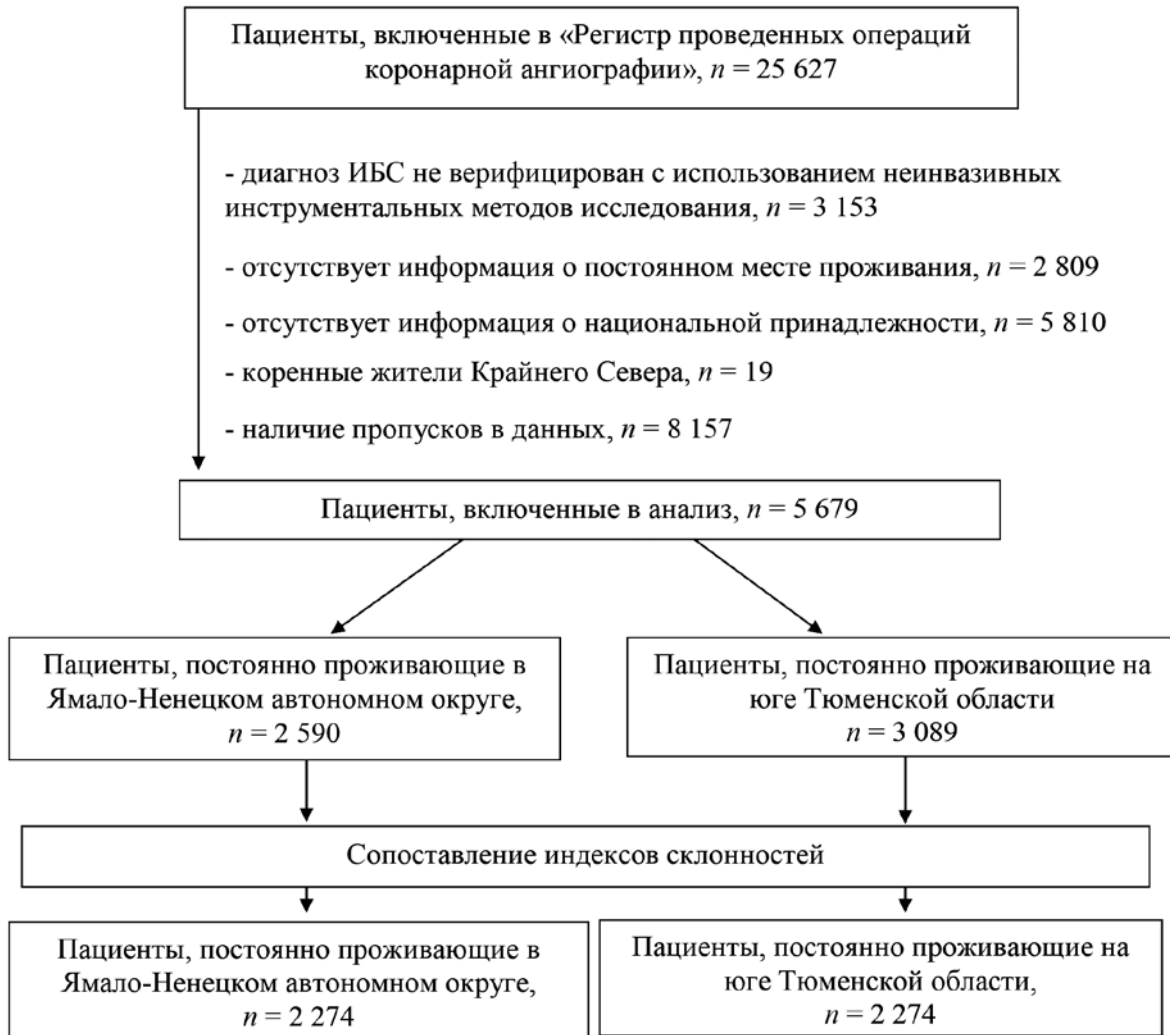 Пациенты, включенные в «Регистр проведенных операций
коронарной ангиографии», n = 25 627
- диагноз ИБС не верифицирован с использованием неинвазивных
инструментальных методов исследования, n = 3 153
- отсутствует информация о постоянном месте проживания, n = 2 809
- отсутствует информация о национальной принадлежности, n = 5 810
- коренные жители Крайнего Севера, n = 19
- наличие пропусков в данных, n = 8 157
Пациенты, включенные в анализ, n = 5 679
Пациенты, постоянно проживающие в
Ямало-Ненецком автономном округе,
n = 2 590
Пациенты, постоянно проживающие на
юге Тюменской области
n = 3 089
Сопоставление индексов склонностей
Пациенты, постоянно проживающие в
Ямало-Ненецком автономном округе,
n = 2 274
Пациенты, постоянно проживающие на
юге Тюменской области,
n = 2 274